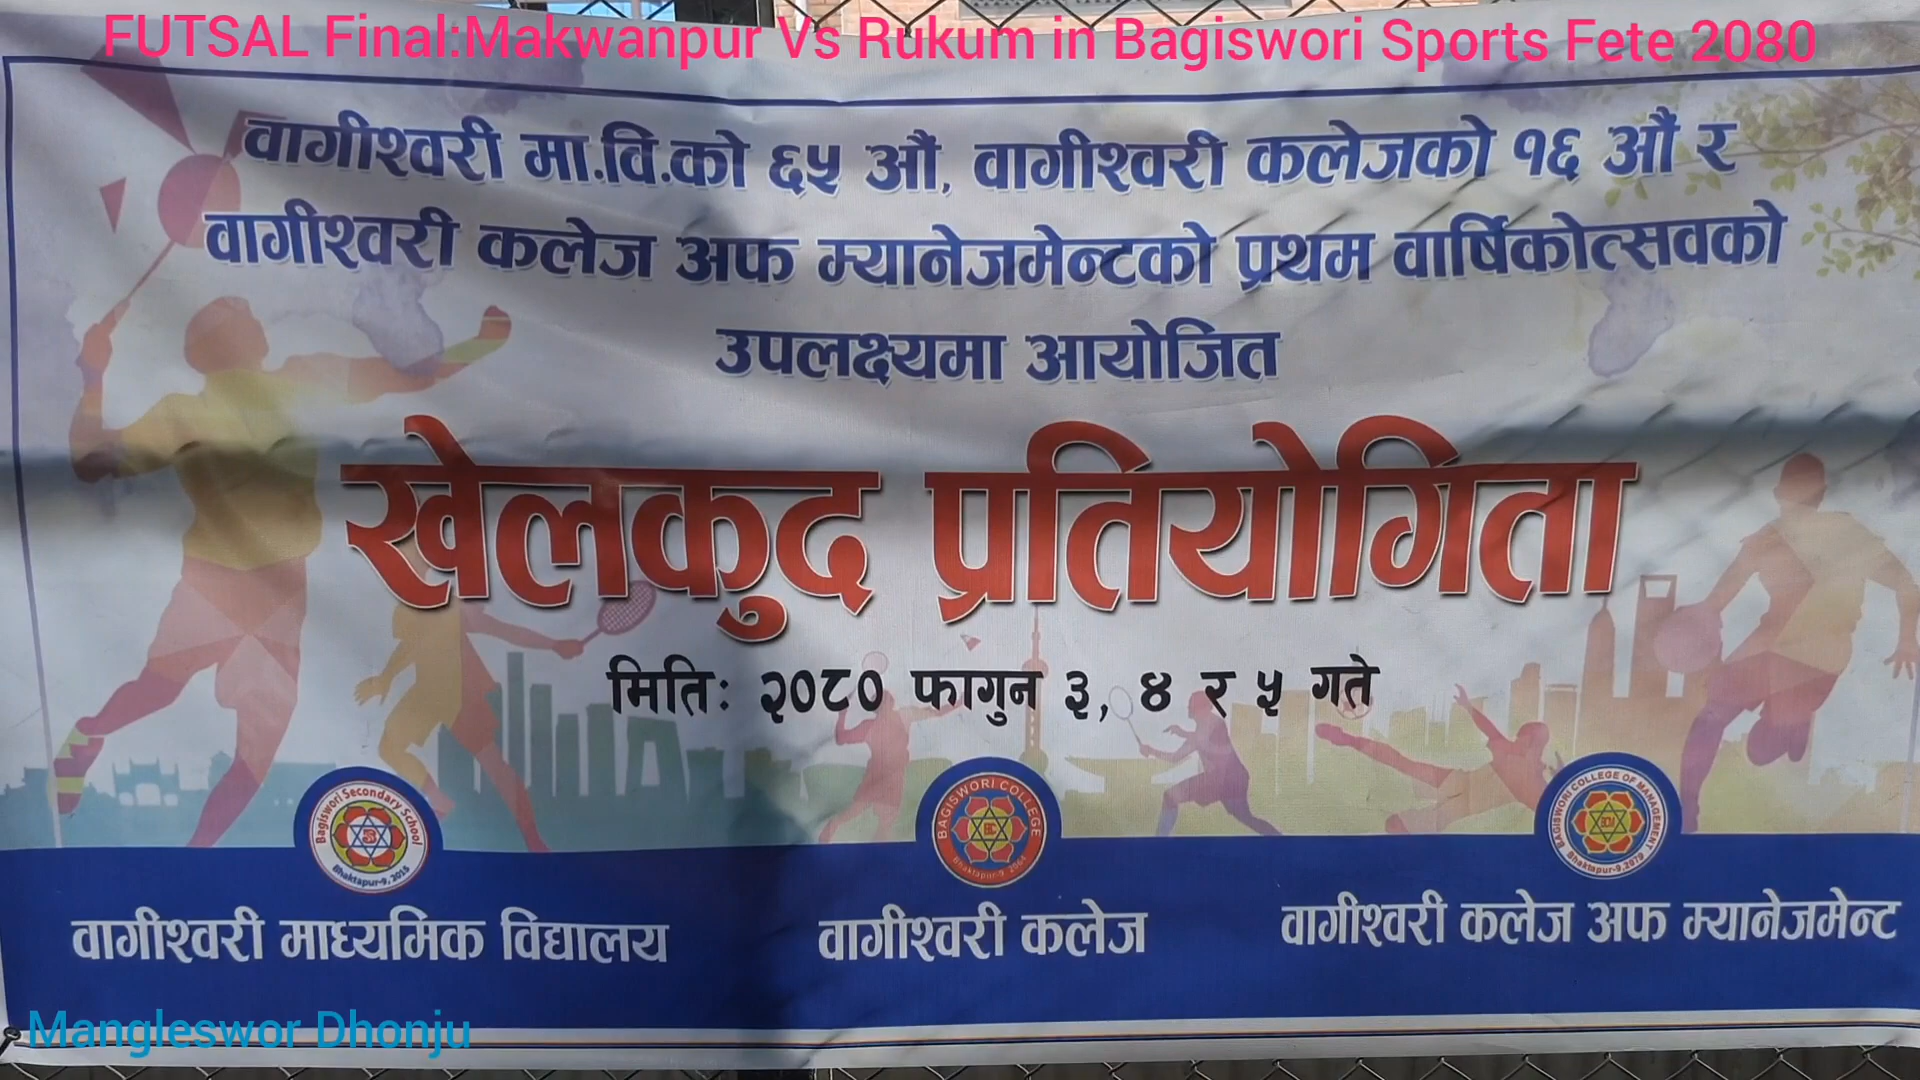 FUTSAL Final:Makwanpur Vs Rukum in Bagiswori Sports Fete 2080
वागीश्वरी मा.वि.को ६५ औं, वागीश्वरी कलेजको १६ औं र
वागीश्वरी कलेज अफ म्यानेजमेन्टको प्रथम वार्षिकोत्सवको
उपलक्ष्यमा आयोजित
खेलकुद प्रतियोगिता
मितिः २०८० फागुन ३, ४ र ५ गते
Bagiswori Secondary School
Bhaktapur-9, 2015
BAGISWORI COLLEGE
Bhaktapur-9, 2064
BAGISWORI COLLEGE OF MANAGEMENT
Bhaktapur-9, 2079
वागीश्वरी माध्यमिक विद्यालय
वागीश्वरी कलेज
वागीश्वरी कलेज अफ म्यानेजमेन्ट
Mangleswor Dhonju